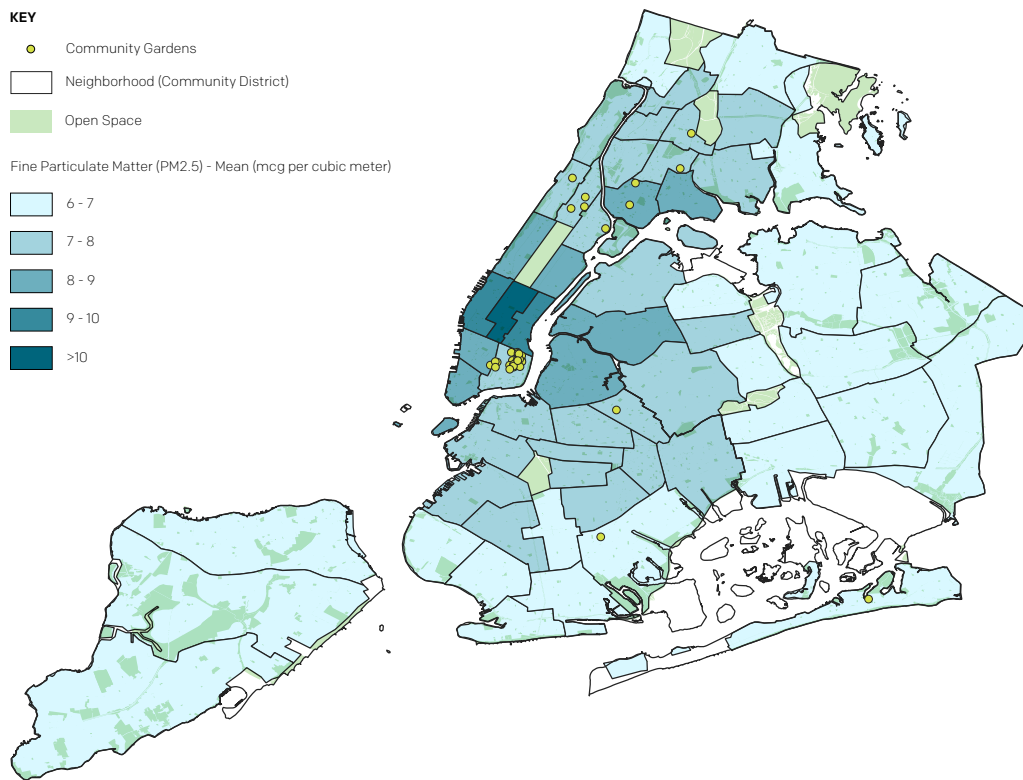 KEY
Community Gardens
Neighborhood (Community District)
Open Space
Fine Particulate Matter (PM2.5) - Mean (mcg per cubic meter)
6 - 7
7 - 8
8 - 9
9 - 10
>10